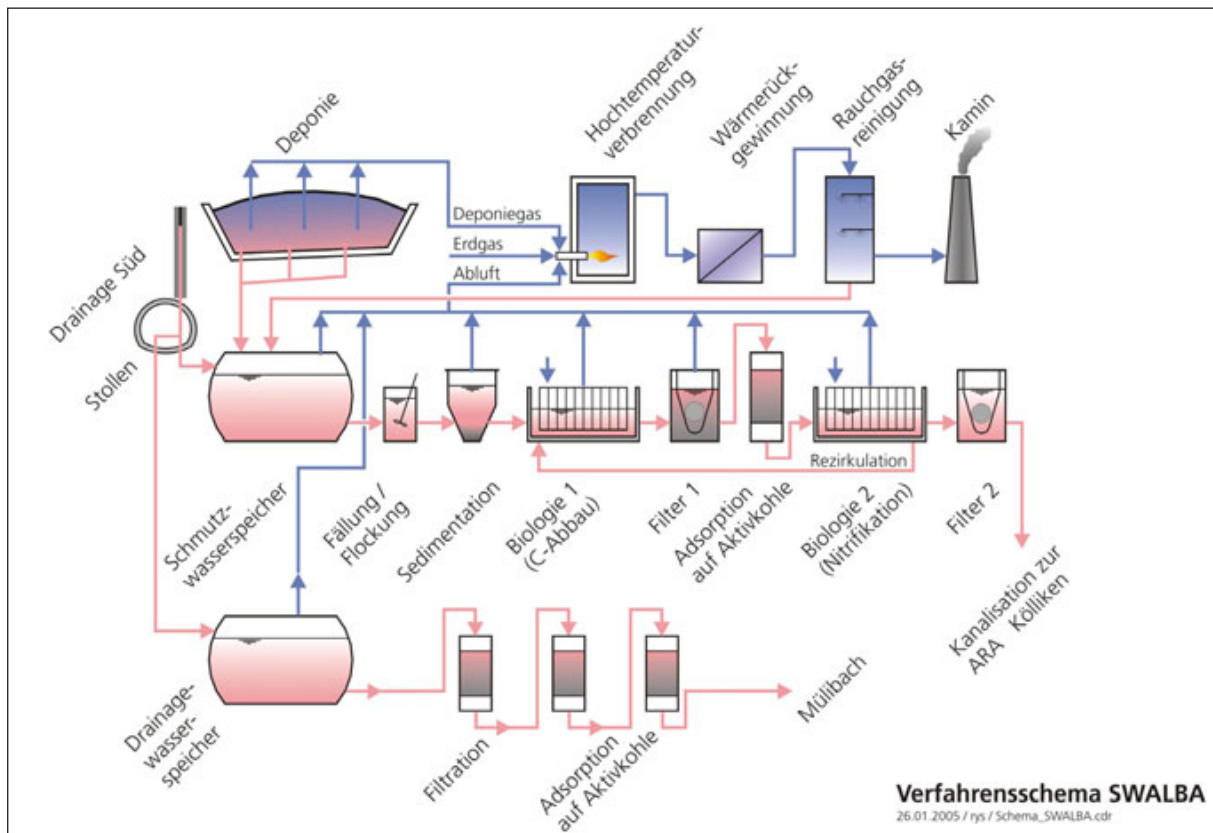 Deponie
Hochtemperatur-
verbrennung
Wärmerück-
gewinnung
Rauchgas-
reinigung
Kamin
Deponiegas
Erdgas
Abluft
Drainage Süd
Stollen
Rezirkulation
Schmutz-
wasserspeicher
Fällung /
Flockung
Sedimentation
Biologie 1
(C-Abbau)
Filter 1
Adsorption
auf Aktivkohle
Biologie 2
(Nitrifikation)
Filter 2
Kanalisation zur
ARA Kölliken
Drainage-
wasser-
speicher
Filtration
Adsorption
auf Aktivkohle
Mülibach
Verfahrensschema SWALBA
26.01.2005 / rys / Schema_SWALBA.cdr